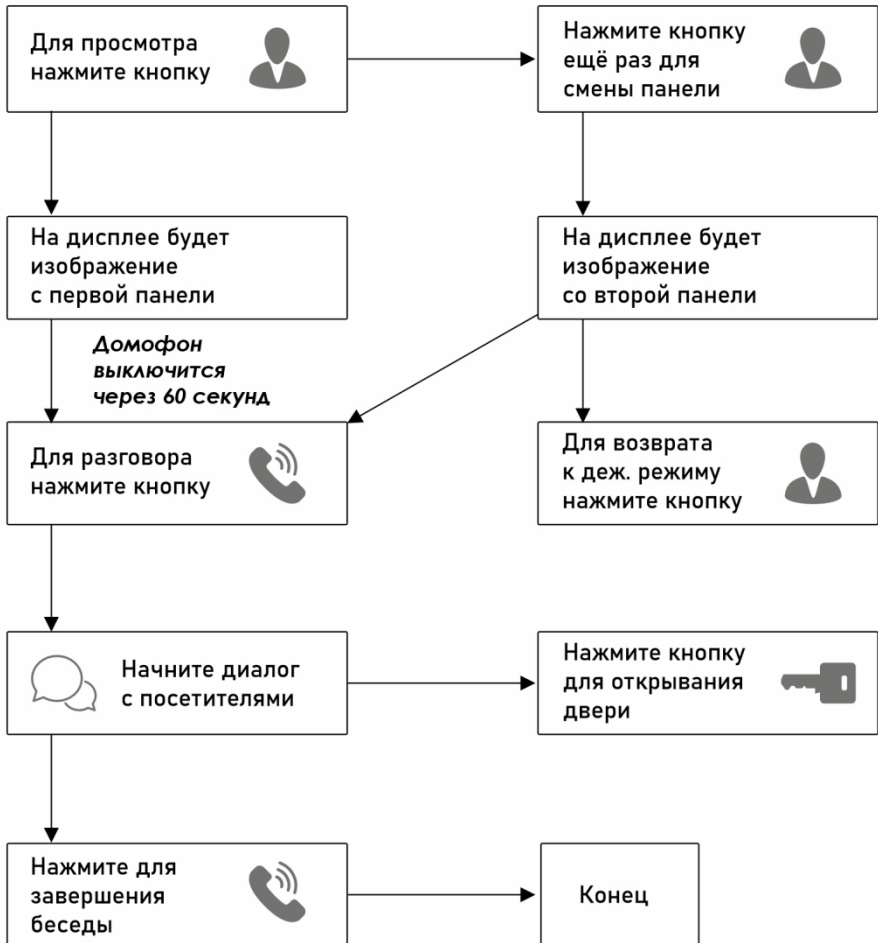 Для просмотра
нажмите кнопку
Нажмите кнопку
ещё раз для
смены панели
На дисплее будет
изображение
с первой панели
На дисплее будет
изображение
со второй панели
Домофон
выключится
через 60 секунд
Для разговора
нажмите кнопку
Для возврата
к деж. режиму
нажмите кнопку
Начните диалог
с посетителями
Нажмите кнопку
для открывания
двери
Нажмите для
завершения
беседы
Конец